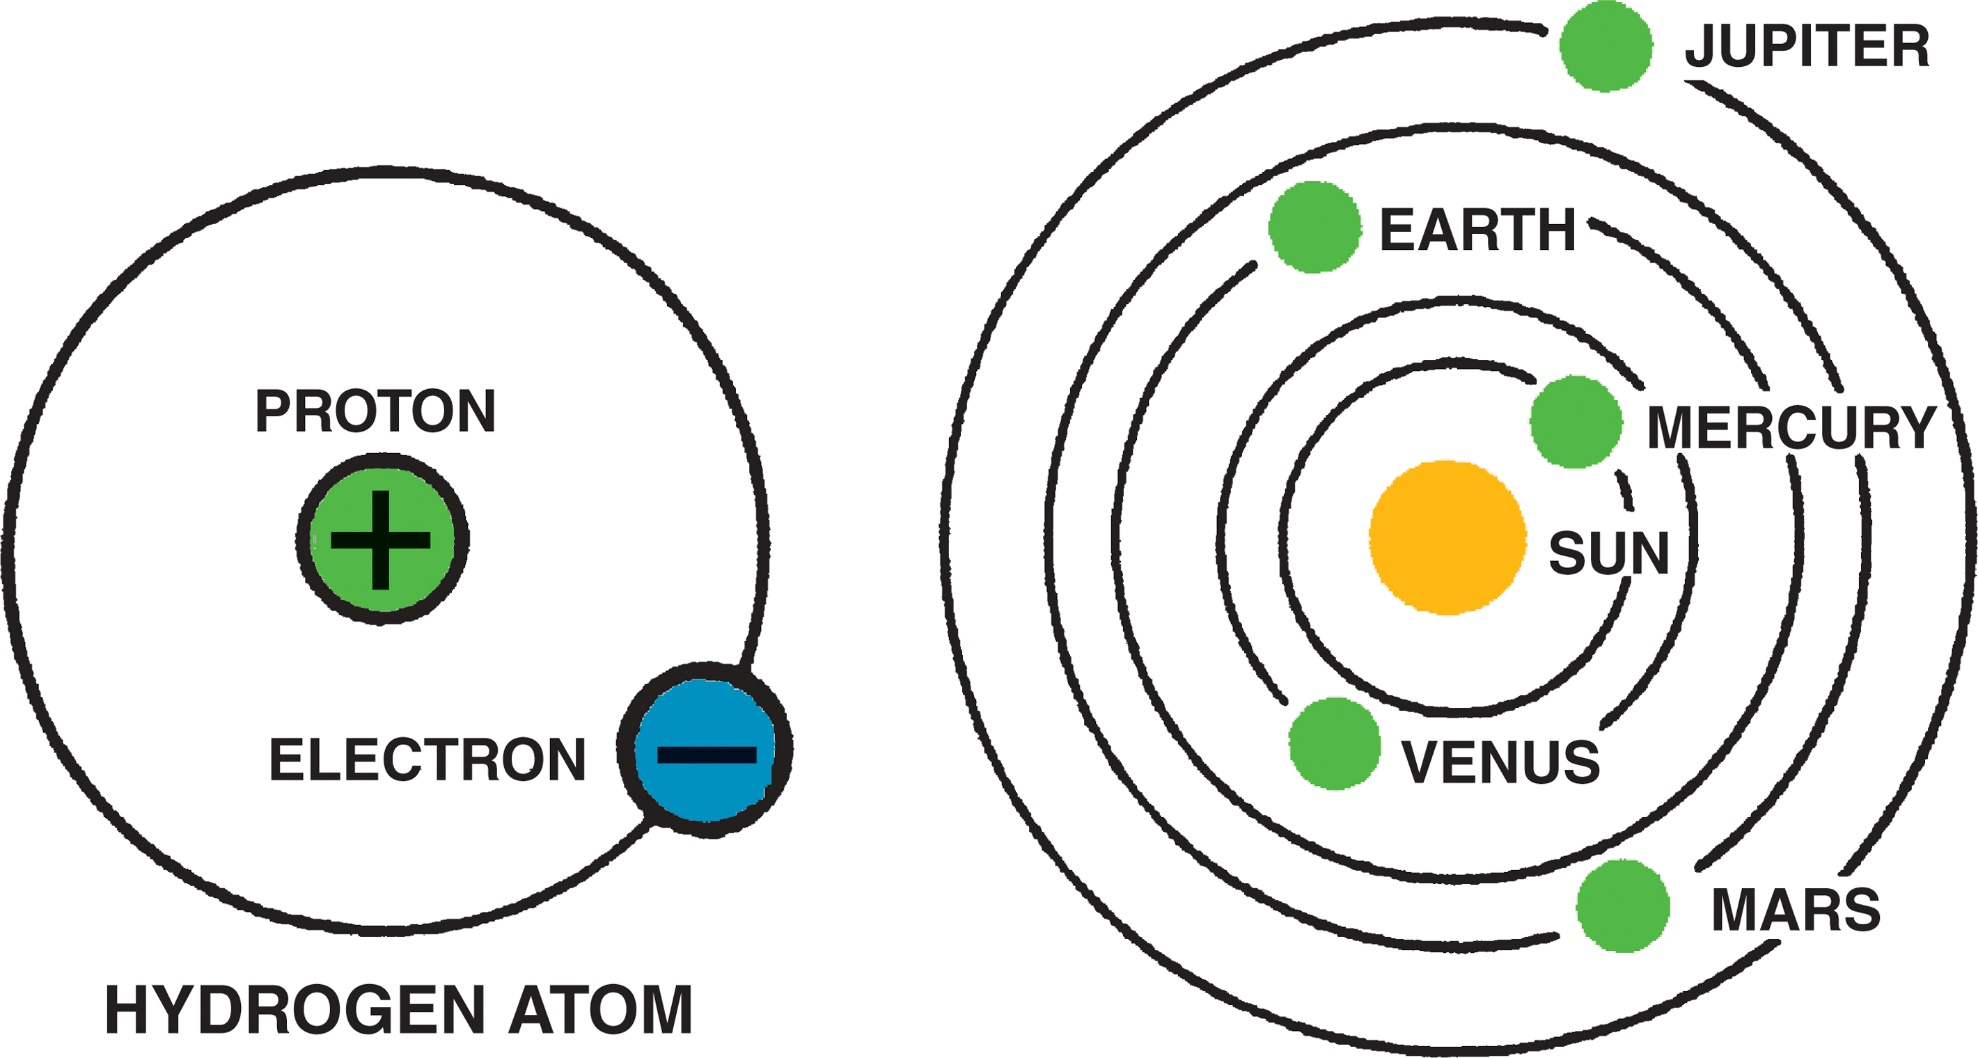 PROTON
+
ELECTRON
−
HYDROGEN ATOM
JUPITER
EARTH
MERCURY
SUN
VENUS
MARS